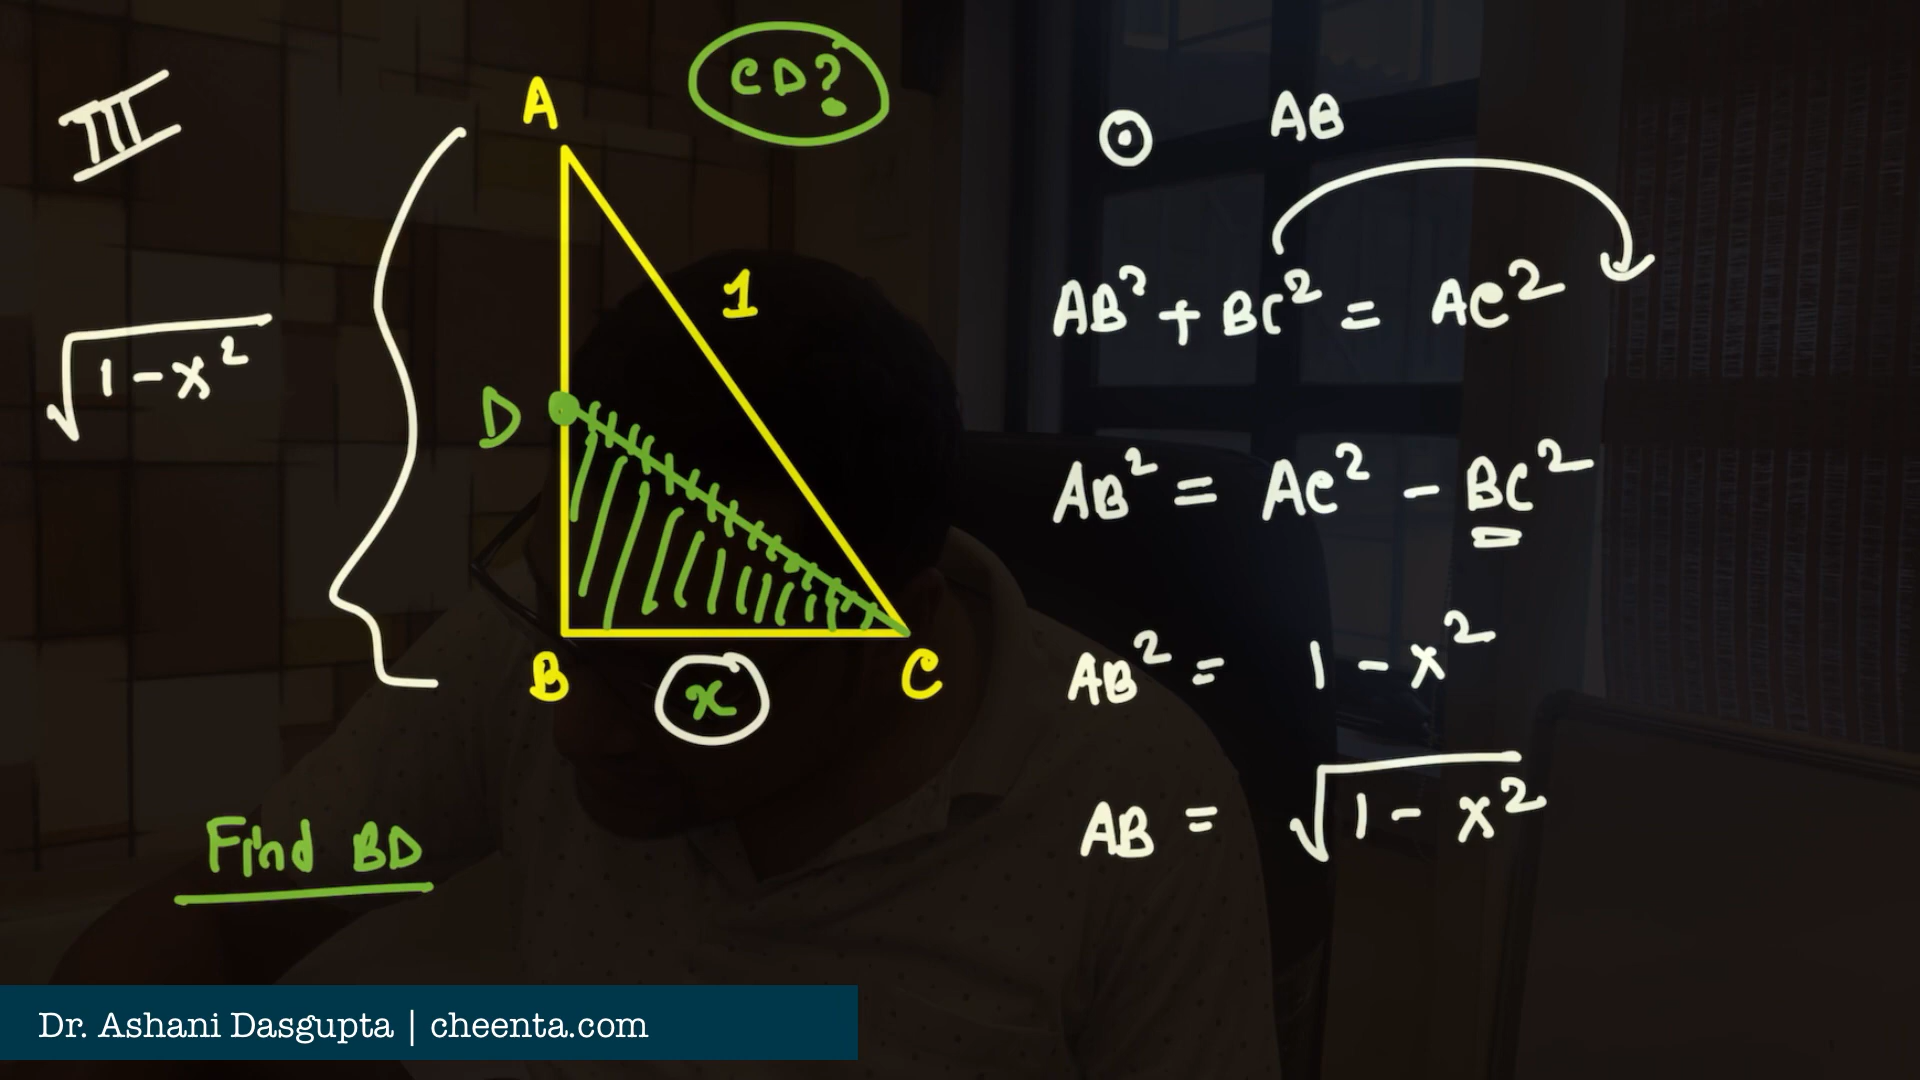 III
CD?
A
1
D
B
x
C
√1-x²
Find BD
AB
AB² + BC² = AC²
AB² = AC² - BC²
AB² = 1 - x²
AB = √1 - x²
Dr. Ashani Dasgupta | cheenta.com